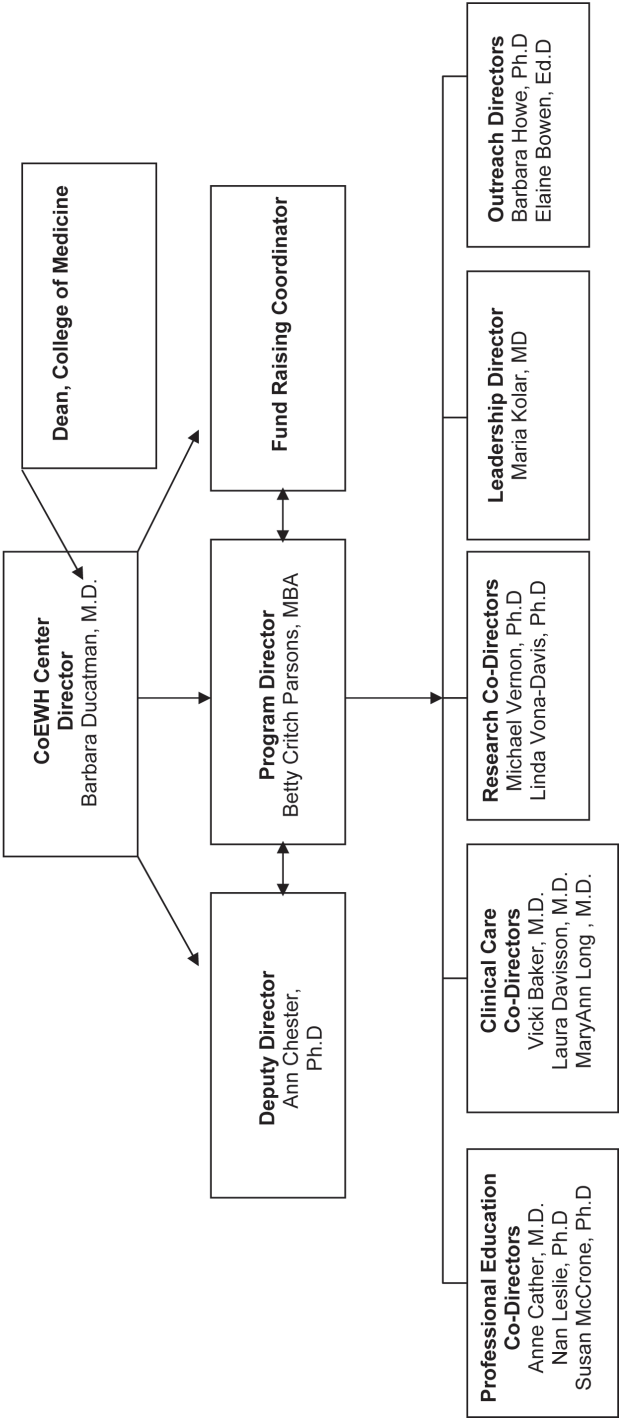 Dean, College of Medicine
CoEWH Center
Director
Barbara Ducatman, M.D.
Deputy Director
Ann Chester,
Ph.D
Program Director
Betty Critch Parsons, MBA
Fund Raising Coordinator
Professional Education
Co-Directors
Anne Cather, M.D.
Nan Leslie, Ph.D
Susan McCrone, Ph.D
Clinical Care
Co-Directors
Vicki Baker, M.D.
Laura Davisson, M.D.
MaryAnn Long , M.D.
Research Co-Directors
Michael Vernon, Ph.D
Linda Vona-Davis, Ph.D
Leadership Director
Maria Kolar, MD
Outreach Directors
Barbara Howe, Ph.D
Elaine Bowen, Ed.D